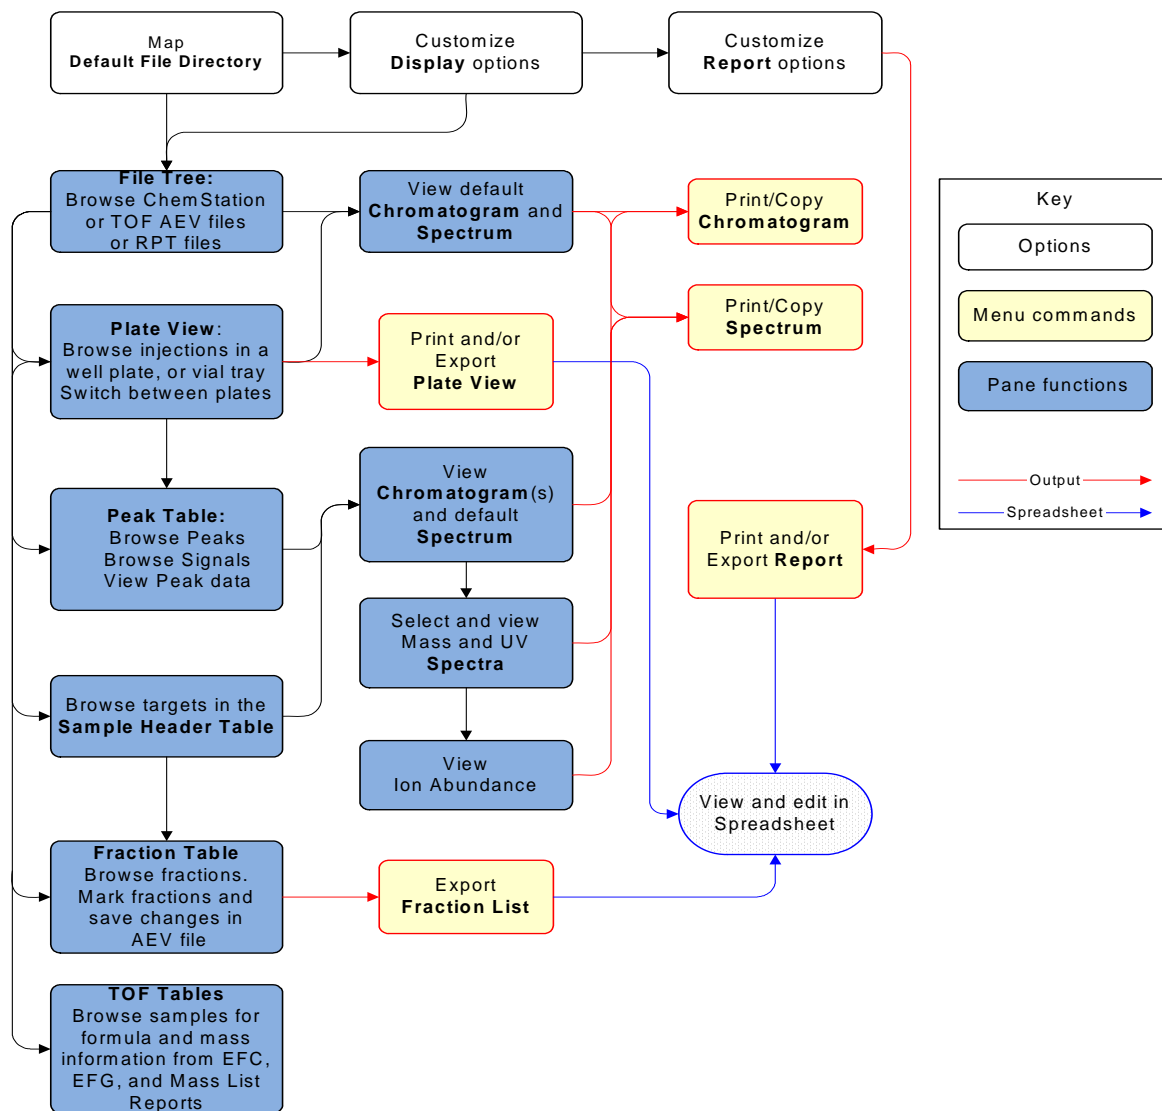 Map
Default File Directory
Customize
Display options
Customize
Report options
File Tree:
Browse ChemStation
or TOF AEV files
or RPT files
View default
Chromatogram and
Spectrum
Print/Copy
Chromatogram
Key
Options
Menu commands
Pane functions
Output
Spreadsheet
Plate View:
Browse injections in a
well plate, or vial tray
Switch between plates
Print and/or
Export
Plate View
Print/Copy
Spectrum
Peak Table:
Browse Peaks
Browse Signals
View Peak data
View
Chromatogram(s)
and default
Spectrum
Print and/or
Export Report
Select and view
Mass and UV
Spectra
Browse targets in the
Sample Header Table
View
Ion Abundance
View and edit in
Spreadsheet
Fraction Table
Browse fractions.
Mark fractions and
save changes in
AEV file
Export
Fraction List
TOF Tables
Browse samples for
formula and mass
information from EFC,
EFG, and Mass List
Reports